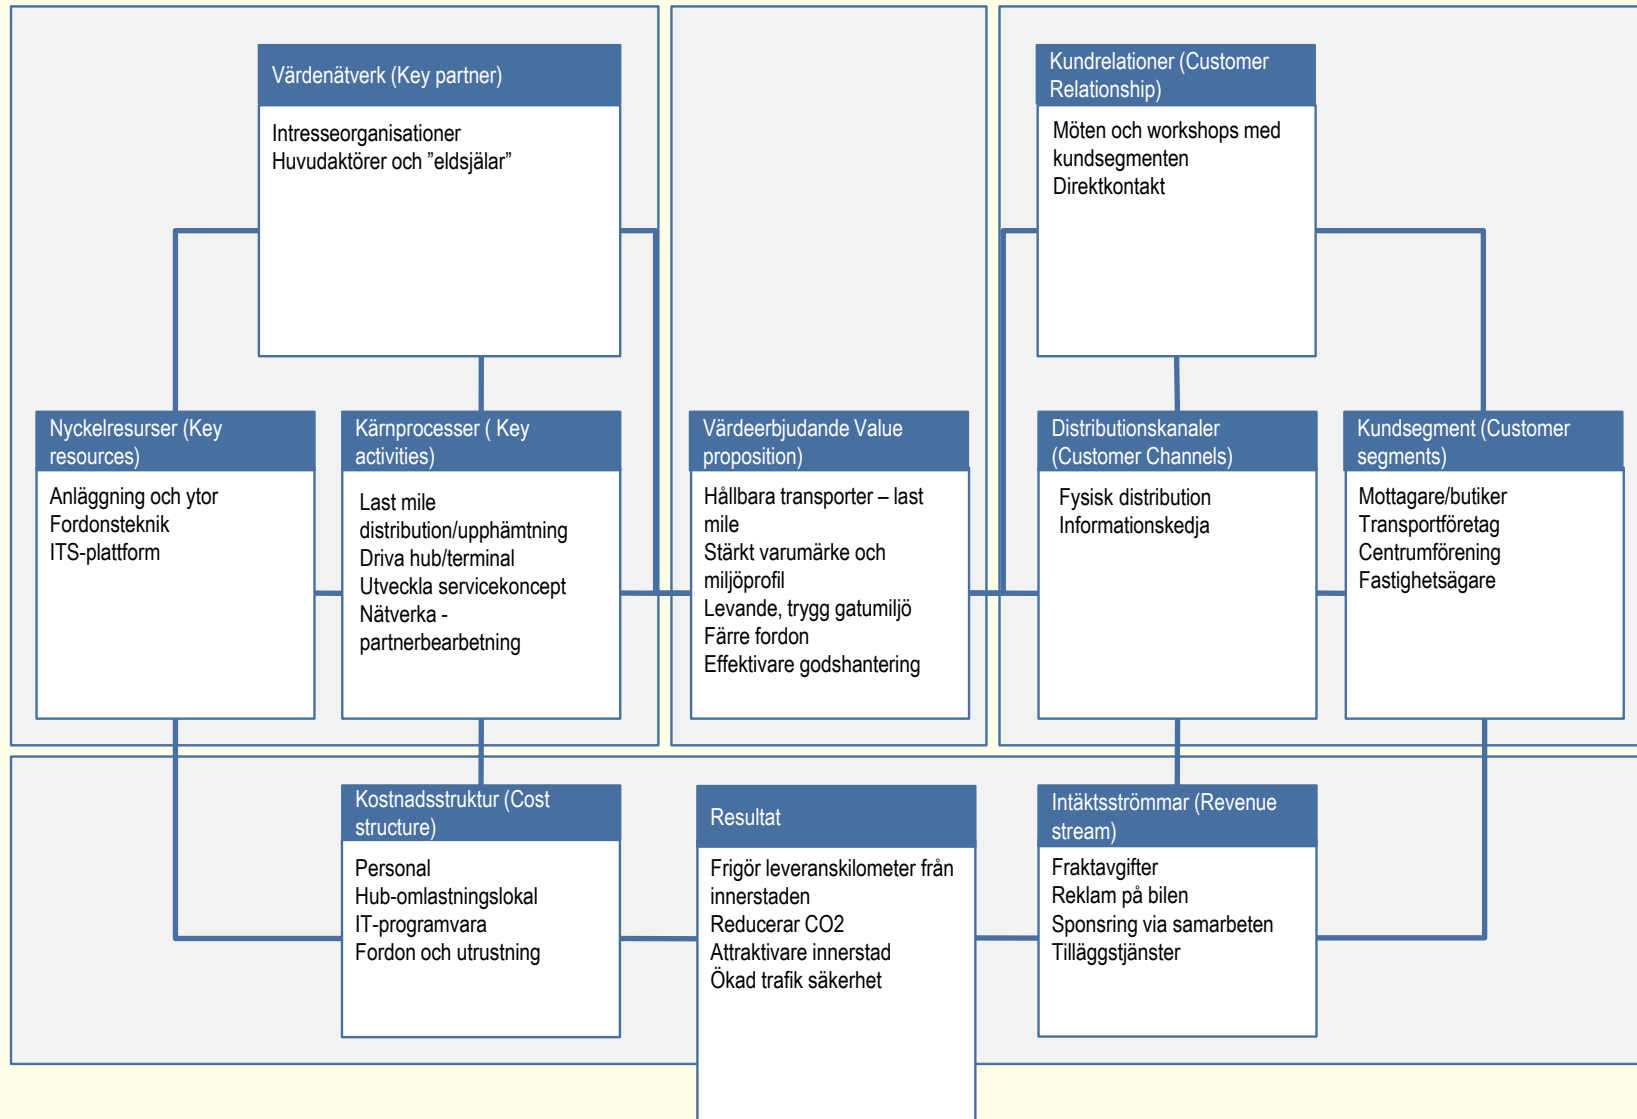 Värdenätverk (Key partner)
Intresseorganisationer
Huvudaktörer och ”eldsjälar”
Kundrelationer (Customer
Relationship)
Möten och workshops med
kundsegmenten
Direktkontakt
Nyckelresurser (Key
resources)
Anläggning och ytor
Fordonsteknik
ITS-plattform
Kärnprocesser ( Key
activities)
Last mile
distribution/upphämtning
Driva hub/terminal
Utveckla servicekoncept
Nätverka -
partnerbearbetning
Värdeerbjudande Value
proposition)
Hållbara transporter – last
mile
Stärkt varumärke och
miljöprofil
Levande, trygg gatumiljö
Färre fordon
Effektivare godshantering
Distributionskanaler
(Customer Channels)
Fysisk distribution
Informationskedja
Kundsegment (Customer
segments)
Mottagare/butiker
Transportföretag
Centrumförening
Fastighetsägare
Kostnadsstruktur (Cost
structure)
Personal
Hub-omlastningslokal
IT-programvara
Fordon och utrustning
Resultat
Frigör leveranskilometer från
innerstaden
Reducerar CO2
Attraktivare innerstad
Ökad trafik säkerhet
Intäktsströmmar (Revenue
stream)
Fraktavgifter
Reklam på bilen
Sponsring via samarbeten
Tilläggstjänster